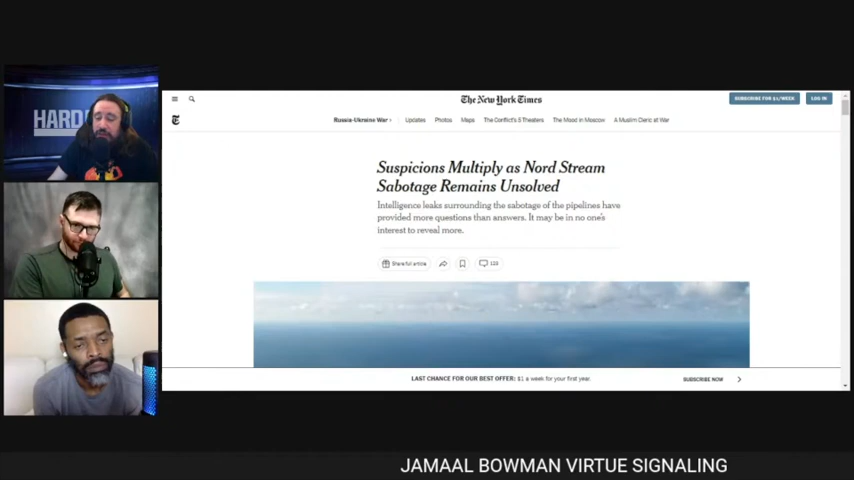 HARD
The New York Times
SUBSCRIBE FOR $1/WEEK
LOG IN
Russia-Ukraine War
Updates
Photos
Maps
The Conflict's 5 Theaters
The Mood in Moscow
A Muslim Cleric at War
Suspicions Multiply as Nord Stream
Sabotage Remains Unsolved
Intelligence leaks surrounding the sabotage of the pipelines have
provided more questions than answers. It may be in no one's
interest to reveal more.
Share full article
LAST CHANCE FOR OUR BEST OFFER: $1 a week for your first year.
SUBSCRIBE NOW
JAMAAL BOWMAN VIRTUE SIGNALING